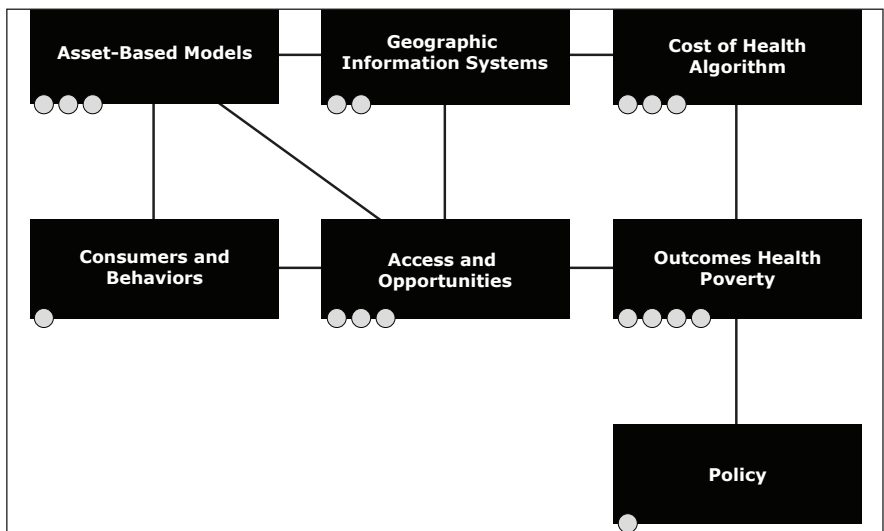 Asset-Based Models
Geographic
Information Systems
Cost of Health
Algorithm
Consumers and
Behaviors
Access and
Opportunities
Outcomes Health
Poverty
Policy